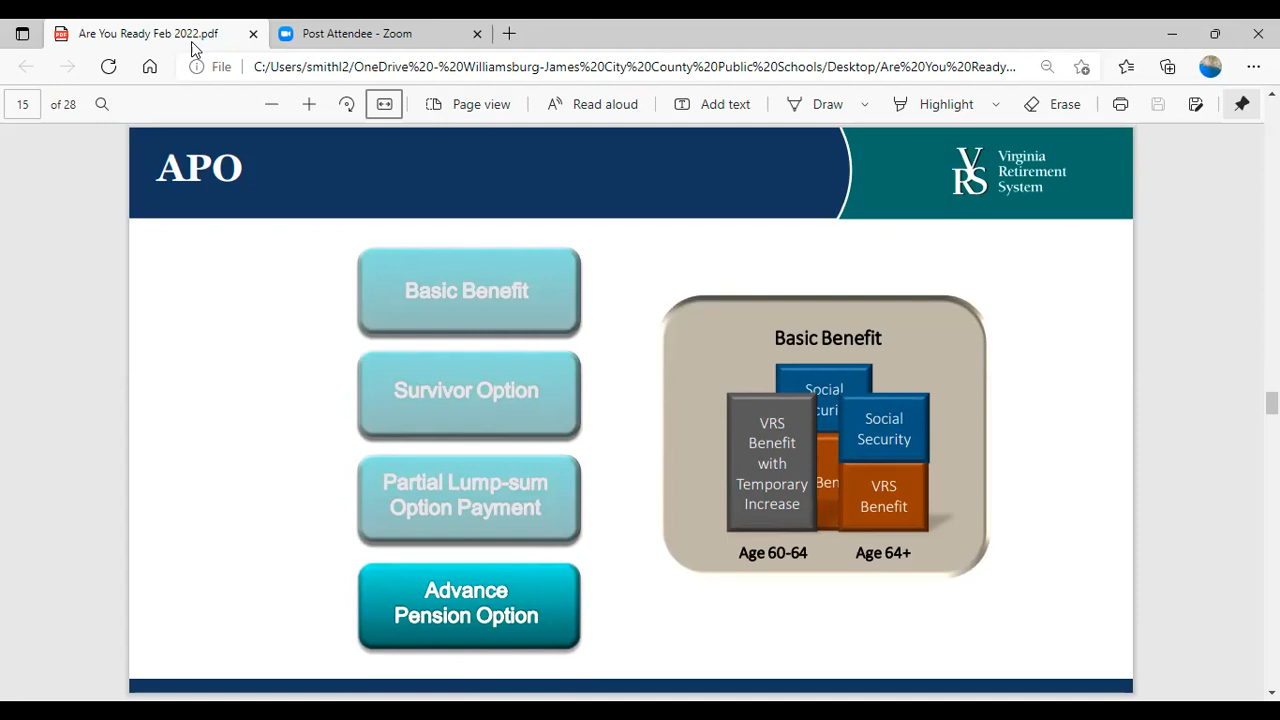 Are You Ready Feb 2022.pdf
Post Attendee - Zoom
File
C:/Users/smithl2/OneDrive%20-%20Williamsburg-James%20City%20County%20Public%20Schools/Desktop/Are%20You%20Ready...
15 of 28
Page view
Read aloud
Add text
Draw
Highlight
Erase
APO
VRS
Virginia
Retirement
System
Basic Benefit
Survivor Option
Partial Lump-sum
Option Payment
Advance
Pension Option
Basic Benefit
Social
VRS
Benefit
with
Temporary
Increase
Social
Security
VRS
Benefit
Age 60-64
Age 64+